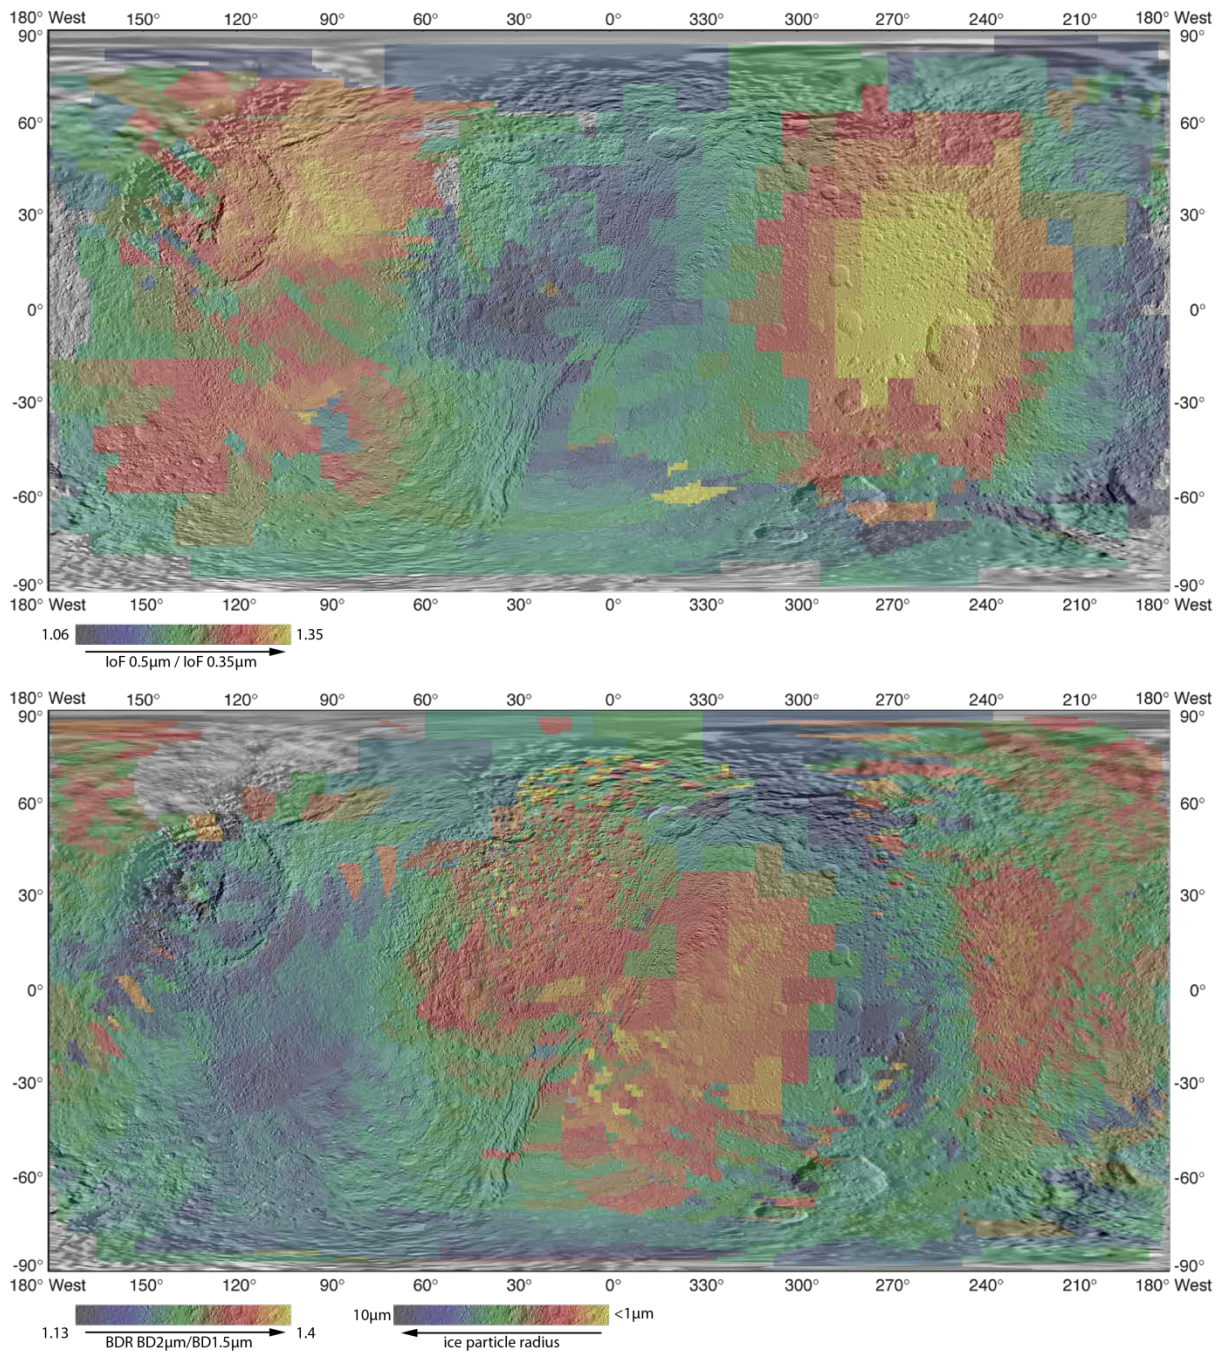 180° West 150° 120° 90° 60° 30° 0° 330° 300° 270° 240° 210° 180° West
90° 90°
60° 60°
30° 30°
0° 0°
-30° -30°
-60° -60°
-90° -90°
180° West 150° 120° 90° 60° 30° 0° 330° 300° 270° 240° 210° 180° West
1.06 1.35
IoF 0.5µm / IoF 0.35µm
180° West 150° 120° 90° 60° 30° 0° 330° 300° 270° 240° 210° 180° West
90° 90°
60° 60°
30° 30°
0° 0°
-30° -30°
-60° -60°
-90° -90°
180° West 150° 120° 90° 60° 30° 0° 330° 300° 270° 240° 210° 180° West
1.13 1.4 10µm <1µm
BDR BD2µm/BD1.5µm ice particle radius